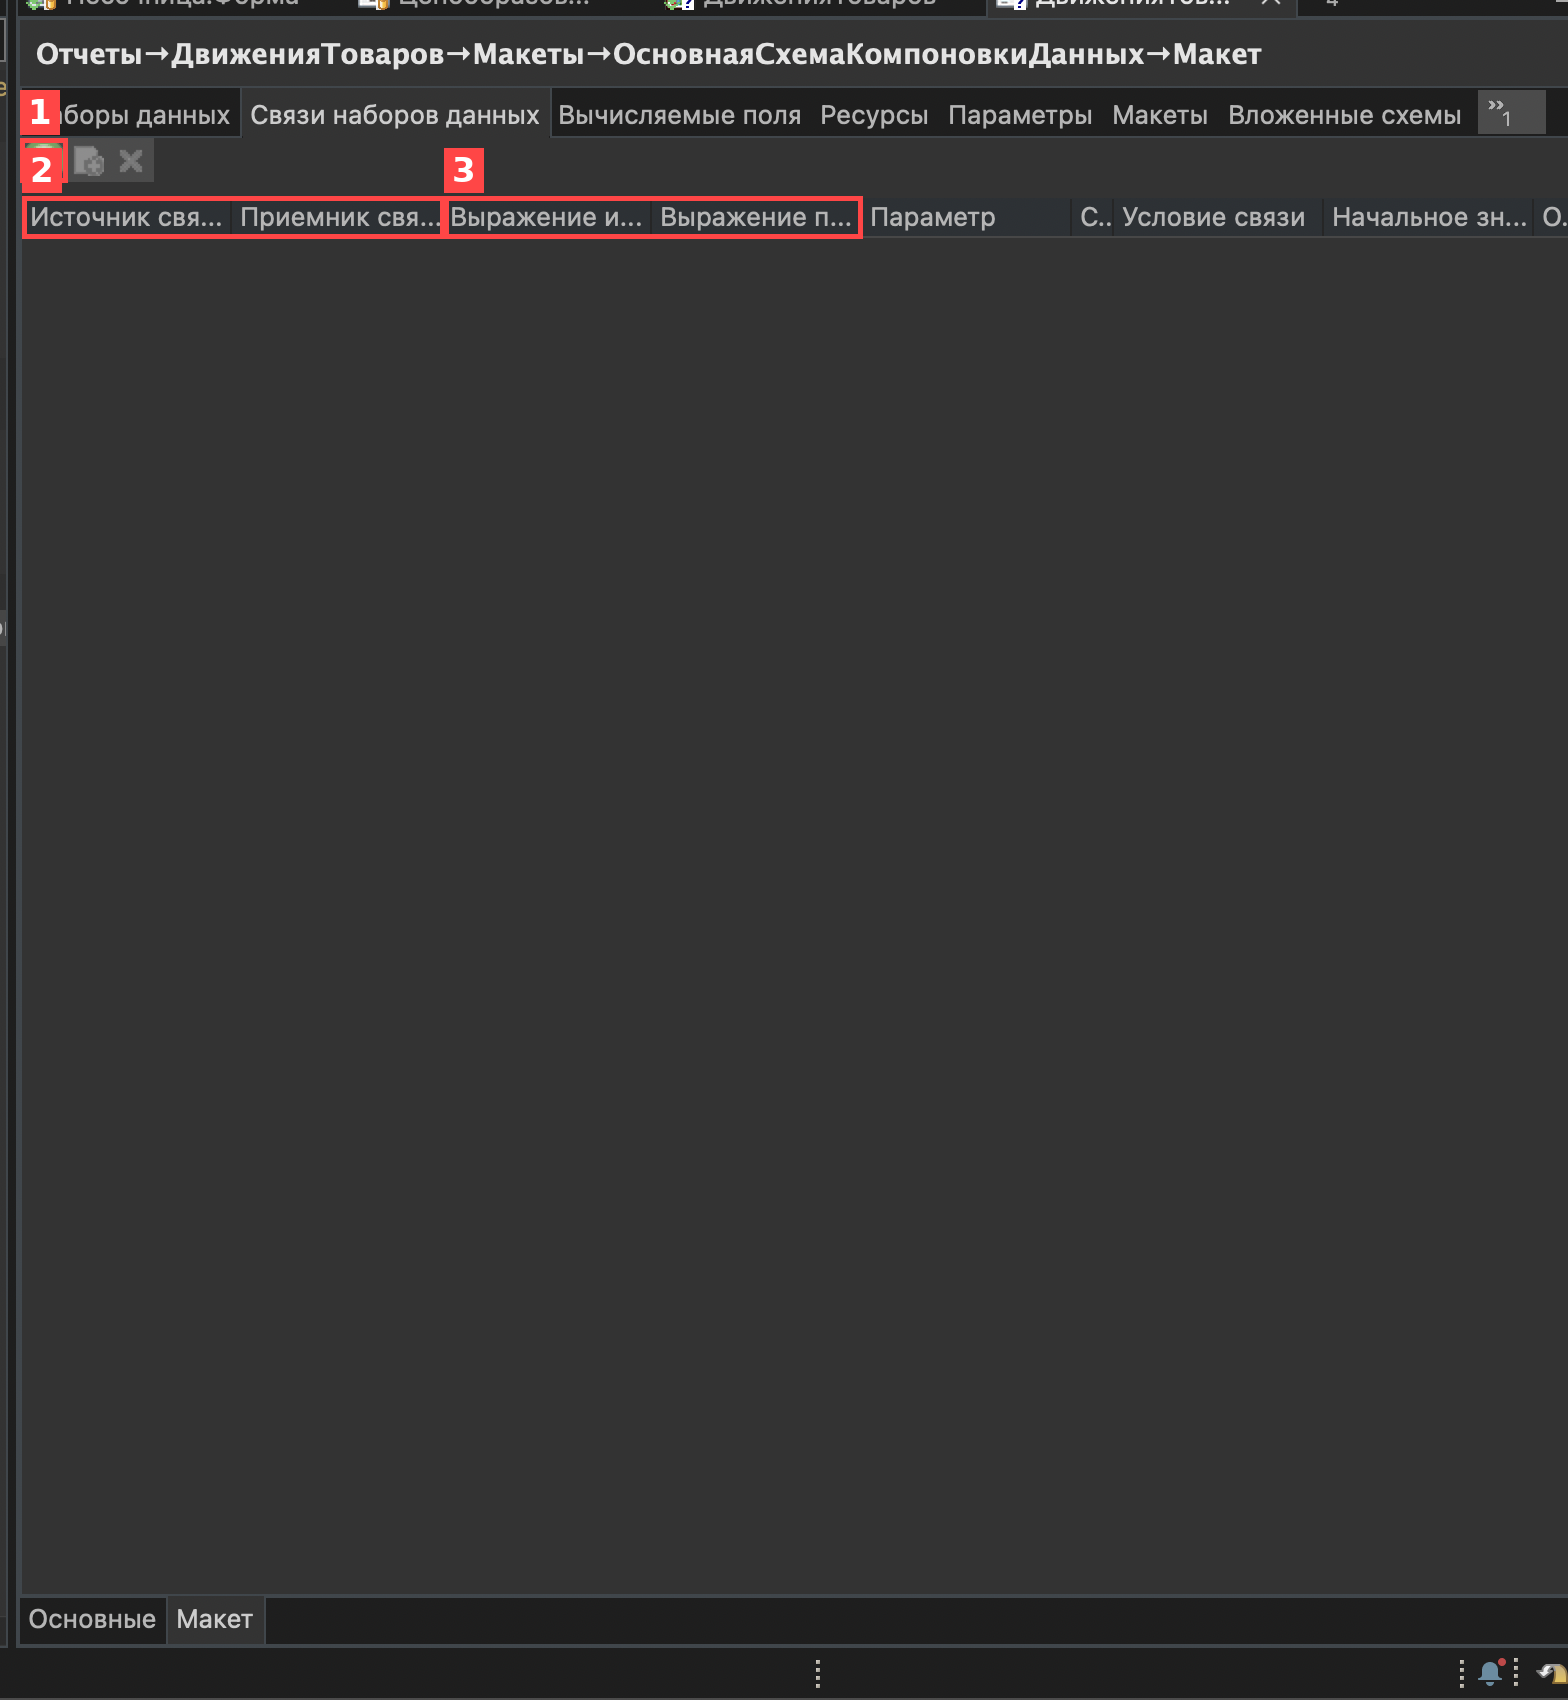 Отчеты→ДвиженияТоваров→Макеты→ОсновнаяСхемаКомпоновкиДанных→Макет
1 боры данных Связи наборов данных Вычисляемые поля Ресурсы Параметры Макеты Вложенные схемы »1
2 3
Источник свя... Приемник свя... Выражение и... Выражение п... Параметр С.. Условие связи Начальное зн... О.
Основные Макет